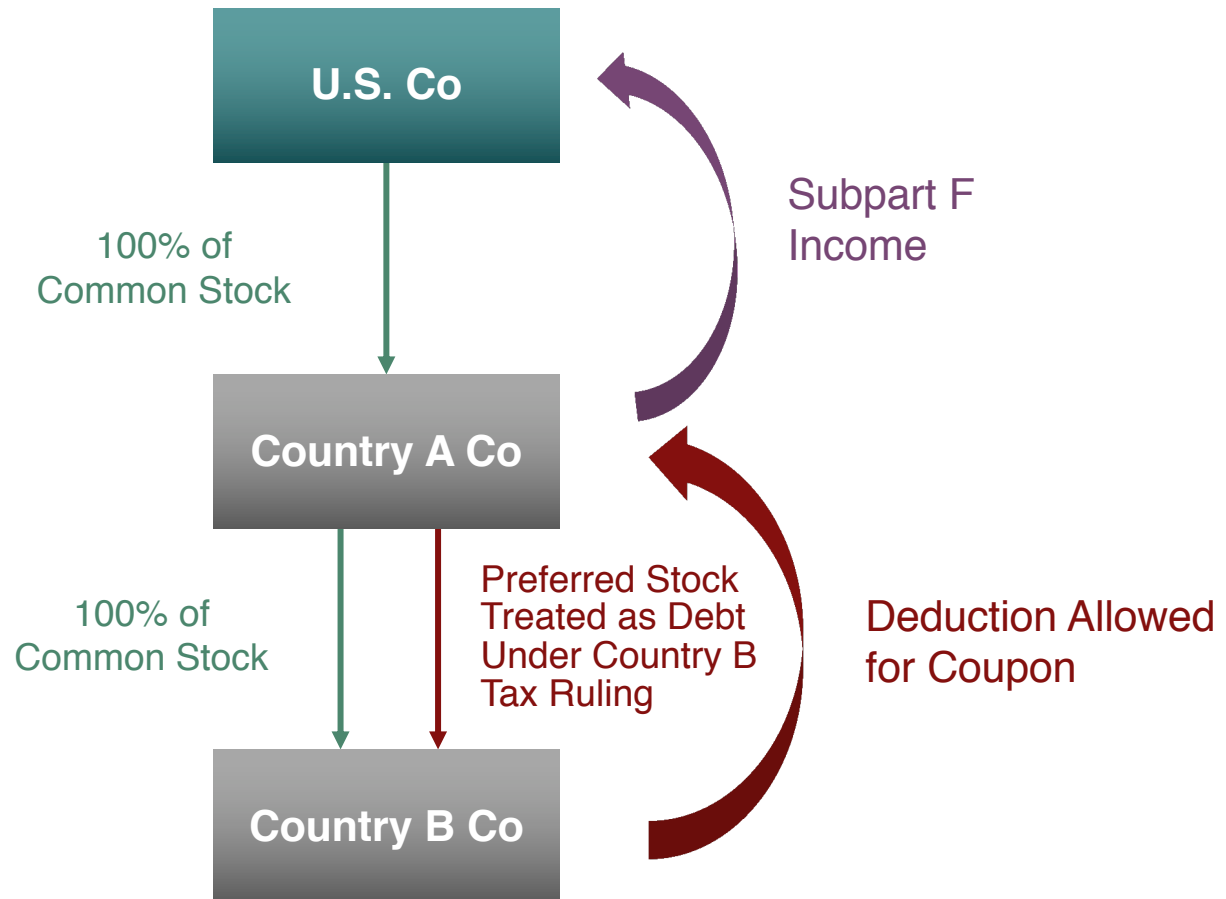 U.S. Co
Subpart F
Income
100% of
Common Stock
Country A Co
Preferred Stock
Treated as Debt
Under Country B
Tax Ruling
100% of
Common Stock
Deduction Allowed
for Coupon
Country B Co